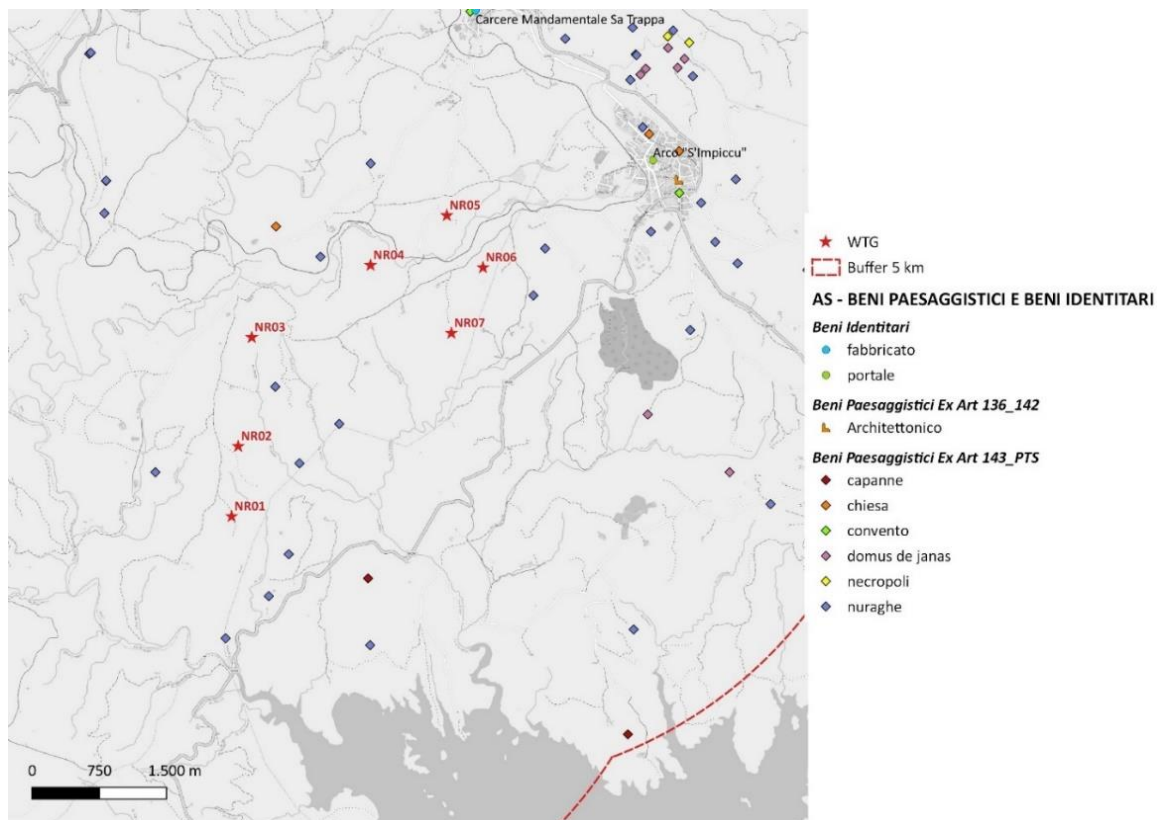 Carcere Mandamentale Sa Trappa
Arco "S'Impiccu"
NR05
NR04
NR06
NR03
NR07
NR02
NR01
0 750 1.500 m
WTG
Buffer 5 km
AS - BENI PAESAGGISTICI E BENI IDENTITARI
Beni Identitari
fabbricato
portale
Beni Paesaggistici Ex Art 136_142
Architettonico
Beni Paesaggistici Ex Art 143_PTS
capanne
chiesa
convento
domus de janas
necropoli
nuraghe